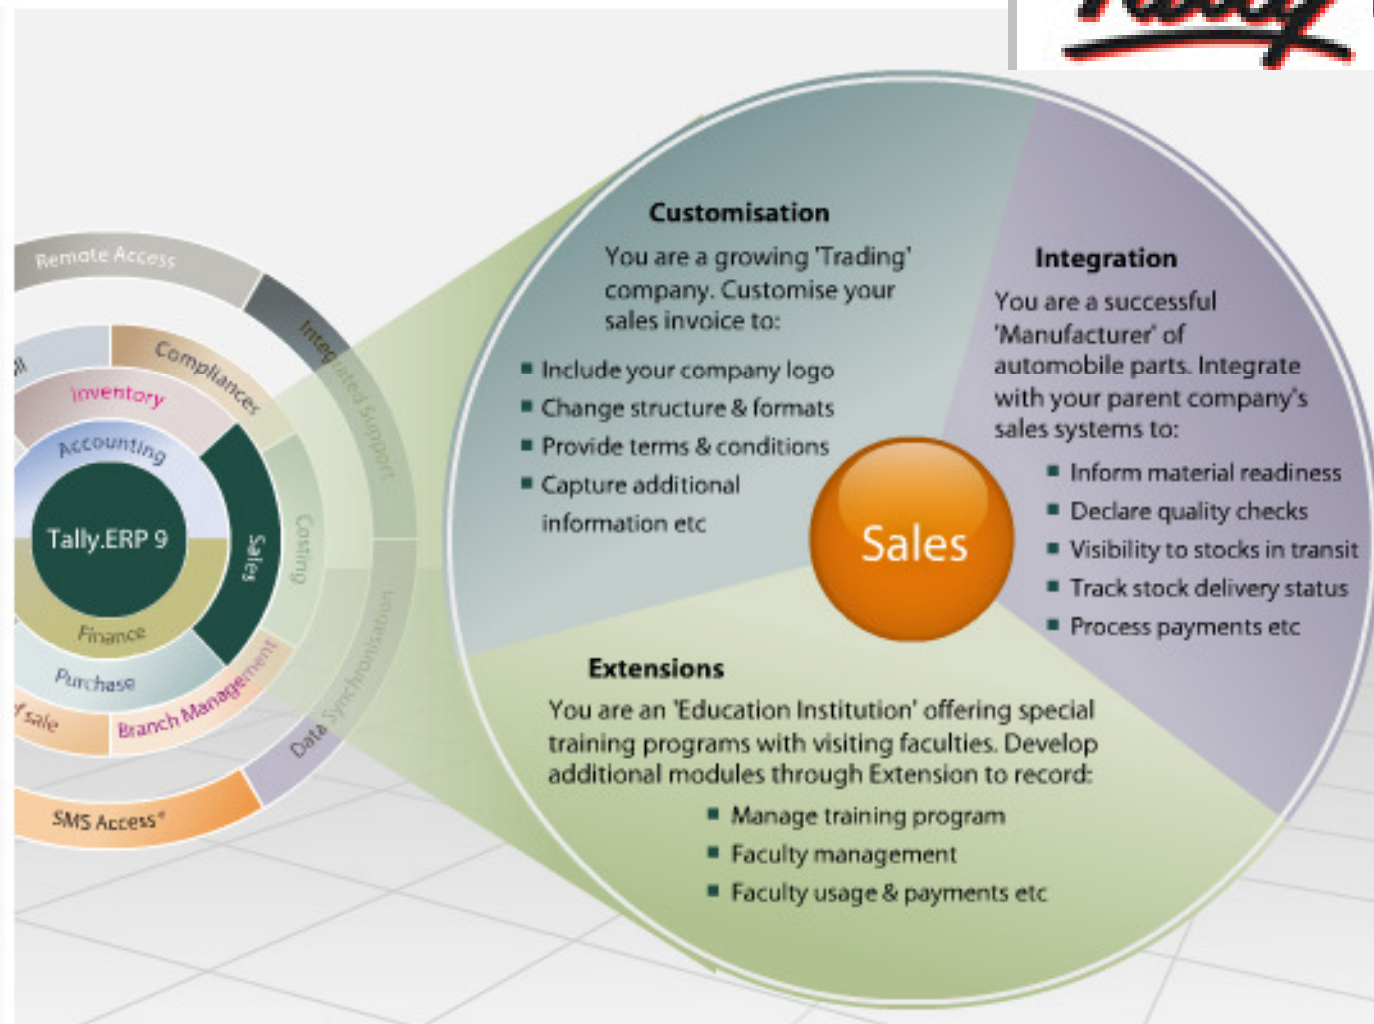 Remote Access
Integrated Support
Compliances
Inventory
Accounting
Tally.ERP 9
Sales
Costing
Finance
Purchase
sale
Branch Management
Data Synchronisation
SMS Access*
Customisation
You are a growing 'Trading'
company. Customise your
sales invoice to:
Include your company logo
Change structure & formats
Provide terms & conditions
Capture additional
information etc
Integration
You are a successful
'Manufacturer' of
automobile parts. Integrate
with your parent company's
sales systems to:
Inform material readiness
Declare quality checks
Visibility to stocks in transit
Track stock delivery status
Process payments etc
Sales
Extensions
You are an 'Education Institution' offering special
training programs with visiting faculties. Develop
additional modules through Extension to record:
Manage training program
Faculty management
Faculty usage & payments etc